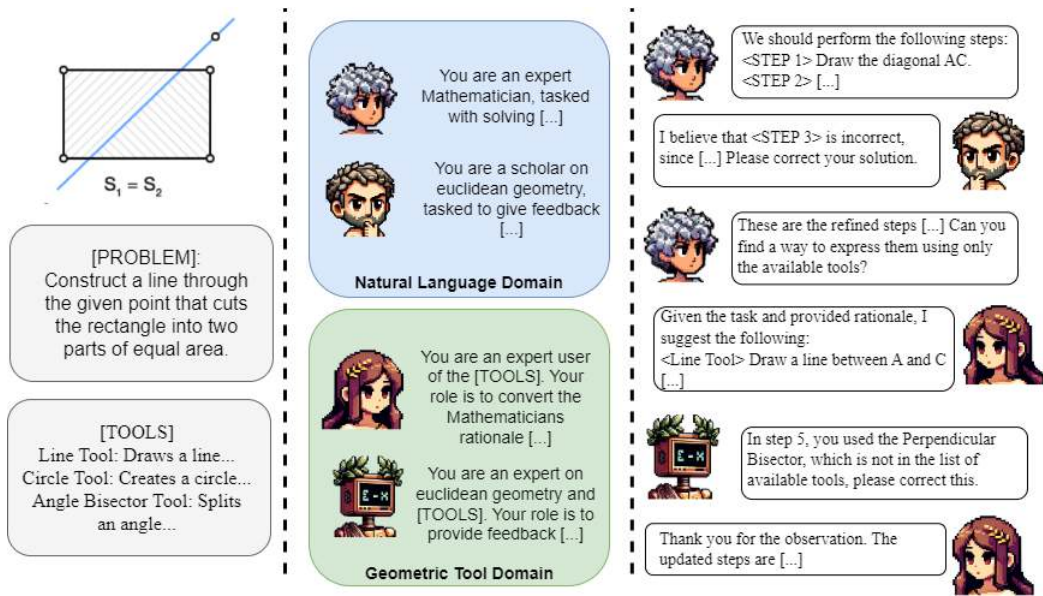 S₁ = S₂
[PROBLEM]:
Construct a line through
the given point that cuts
the rectangle into two
parts of equal area.
[TOOLS]
Line Tool: Draws a line...
Circle Tool: Creates a circle...
Angle Bisector Tool: Splits
an angle...
You are an expert
Mathematician, tasked
with solving [...]
You are a scholar on
euclidean geometry,
tasked to give feedback
[...]
Natural Language Domain
You are an expert user
of the [TOOLS]. Your
role is to convert the
Mathematicians
rationale [...]
You are an expert on
euclidean geometry and
[TOOLS]. Your role is to
provide feedback [...]
Geometric Tool Domain
We should perform the following steps:
<STEP 1> Draw the diagonal AC.
<STEP 2> [...]
I believe that <STEP 3> is incorrect,
since [...] Please correct your solution.
These are the refined steps [...] Can you
find a way to express them using only
the available tools?
Given the task and provided rationale, I
suggest the following:
<Line Tool> Draw a line between A and C
[...]
In step 5, you used the Perpendicular
Bisector, which is not in the list of
available tools, please correct this.
Thank you for the observation. The
updated steps are [...]